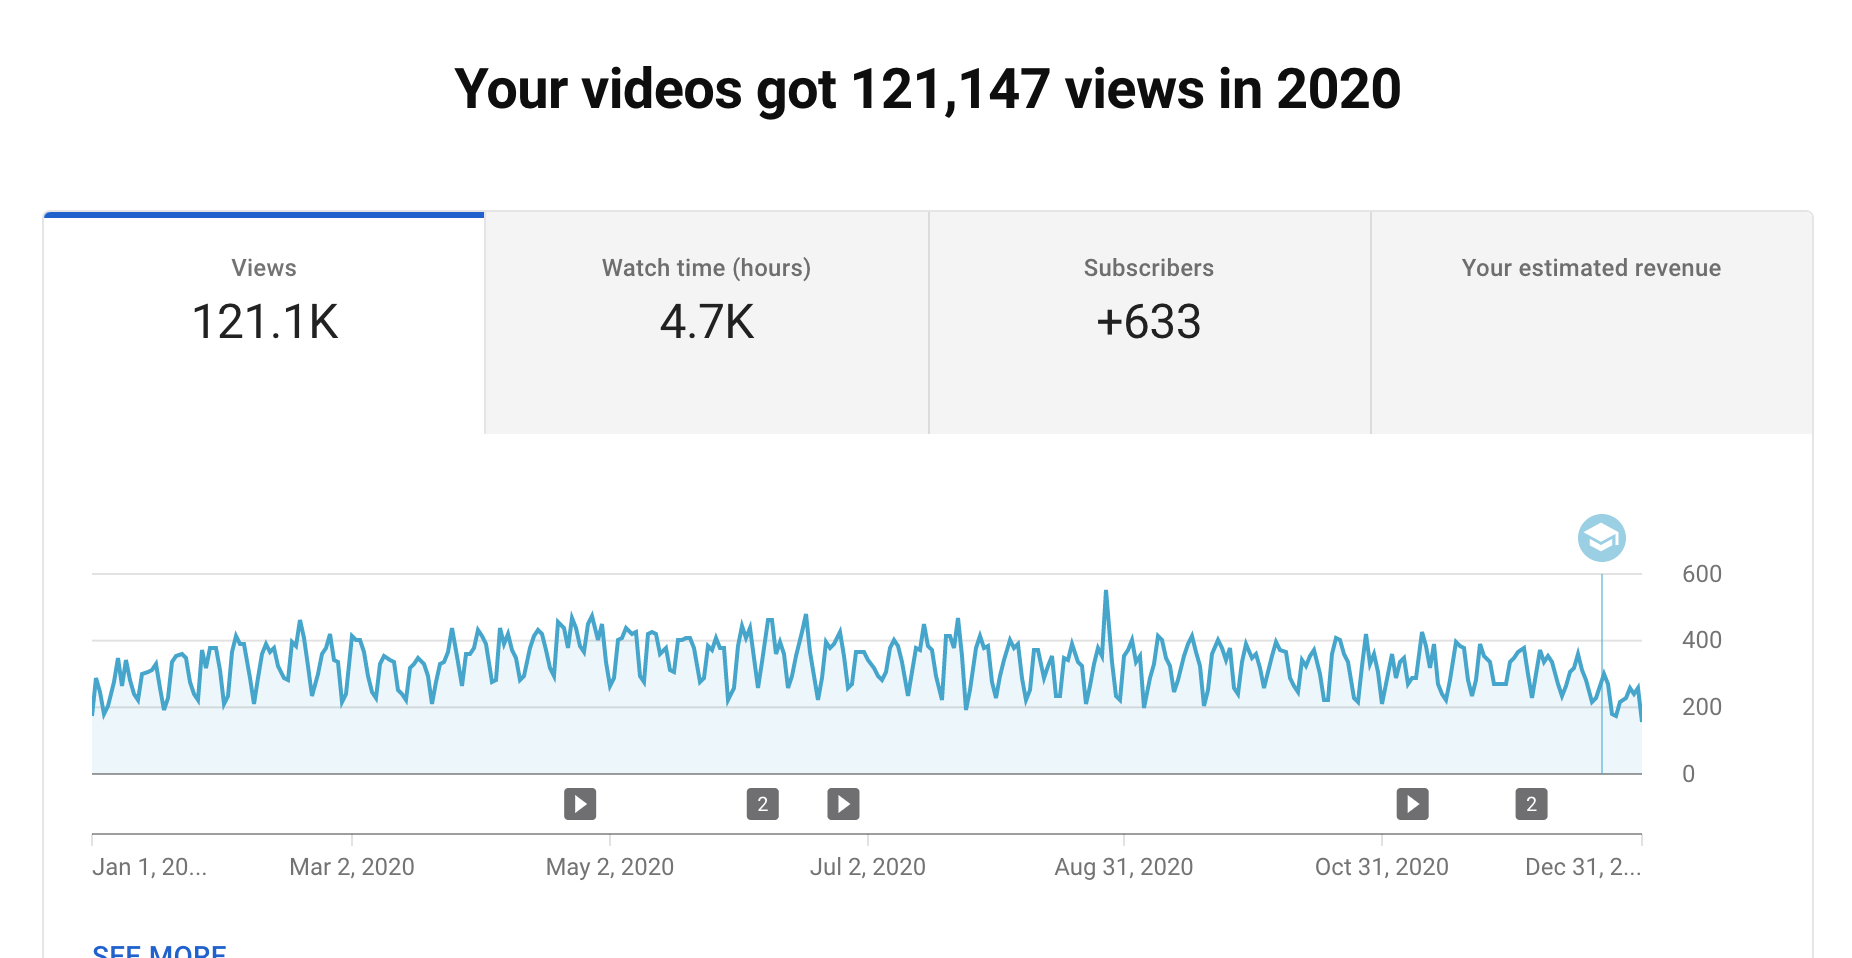 Your videos got 121,147 views in 2020
Views
121.1K
Watch time (hours)
4.7K
Subscribers
+633
Your estimated revenue
600
400
200
0
2
2
Jan 1, 20...
Mar 2, 2020
May 2, 2020
Jul 2, 2020
Aug 31, 2020
Oct 31, 2020
Dec 31, 2...
SEE MORE